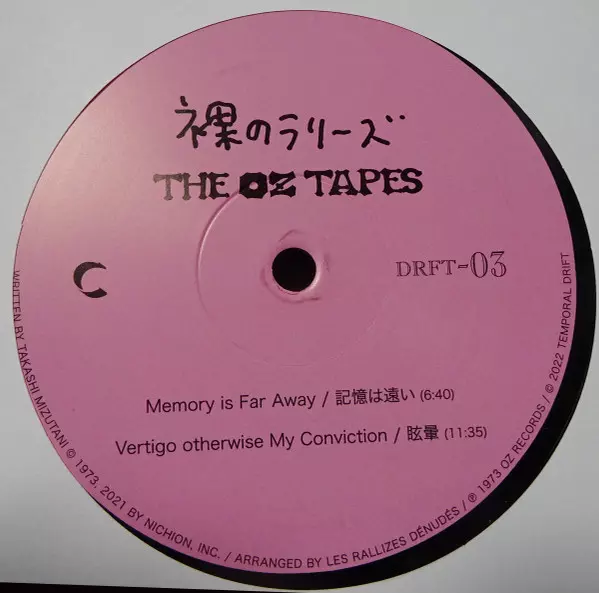 裸のラリーズ
THE OZ TAPES
C
DRFT-03
Memory is Far Away / 記憶は遠い (6:40)
Vertigo otherwise My Conviction / 眩暈 (11:35)
WRITTEN BY TAKASHI MIZUTANI © 1973, 2021 BY NICHION, INC. / ARRANGED BY LES RALLIZES DÉNUDÉS / ℗ 1973 OZ RECORDS / © 2022 TEMPORAL DRIFT